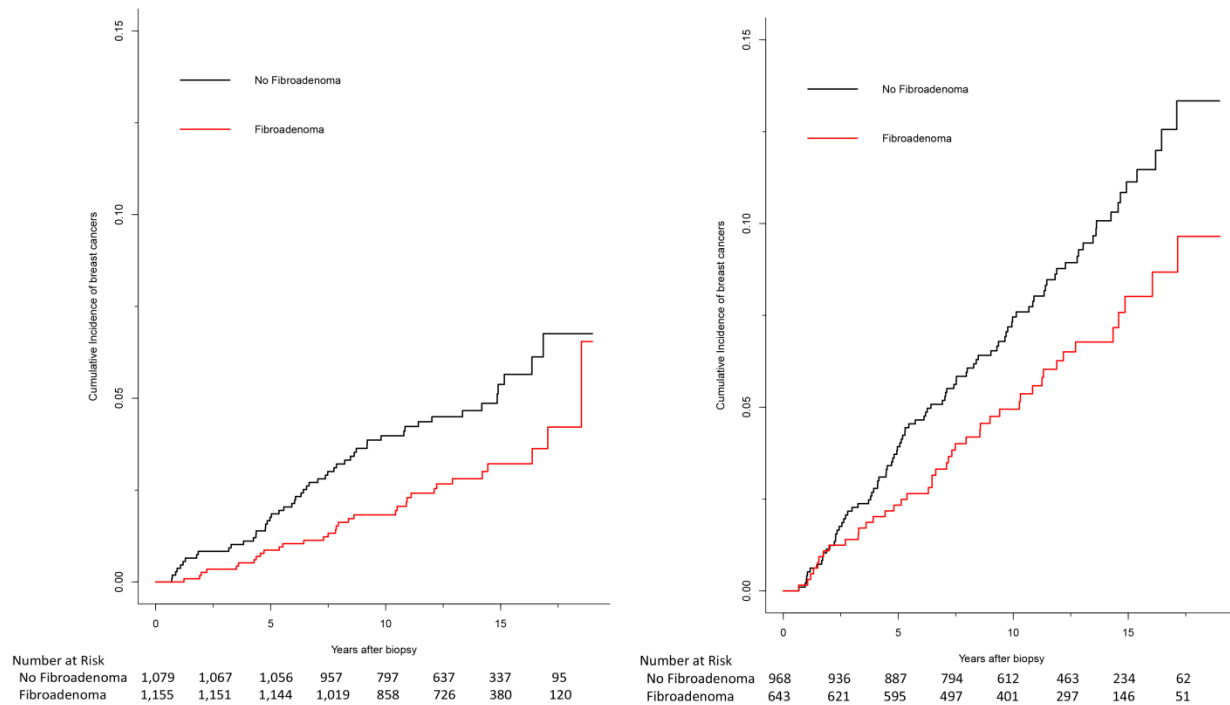 0.15
0.10
0.05
0.00
Cumulative Incidence of breast cancers
No Fibroadenoma
Fibroadenoma
0 5 10 15
Years after biopsy
Number at Risk
No Fibroadenoma 1,079 1,067 1,056 957 797 637 337 95
Fibroadenoma 1,155 1,151 1,144 1,019 858 726 380 120
0.15
0.10
0.05
0.00
Cumulative Incidence of breast cancers
No Fibroadenoma
Fibroadenoma
0 5 10 15
Years after biopsy
Number at Risk
No Fibroadenoma 968 936 887 794 612 463 234 62
Fibroadenoma 643 621 595 497 401 297 146 51